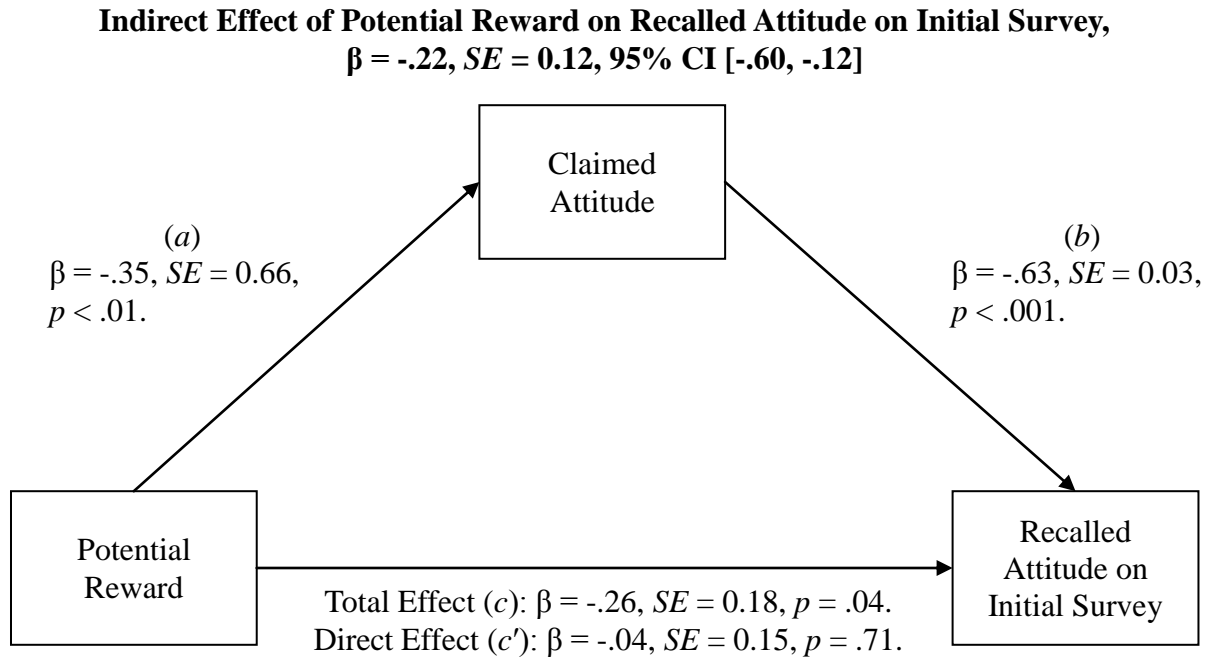 Indirect Effect of Potential Reward on Recalled Attitude on Initial Survey,
β = -.22, SE = 0.12, 95% CI [-.60, -.12]
Claimed
Attitude
(a)
β = -.35, SE = 0.66,
p < .01.
(b)
β = -.63, SE = 0.03,
p < .001.
Potential
Reward
Total Effect (c): β = -.26, SE = 0.18, p = .04.
Direct Effect (c′): β = -.04, SE = 0.15, p = .71.
Recalled
Attitude on
Initial Survey